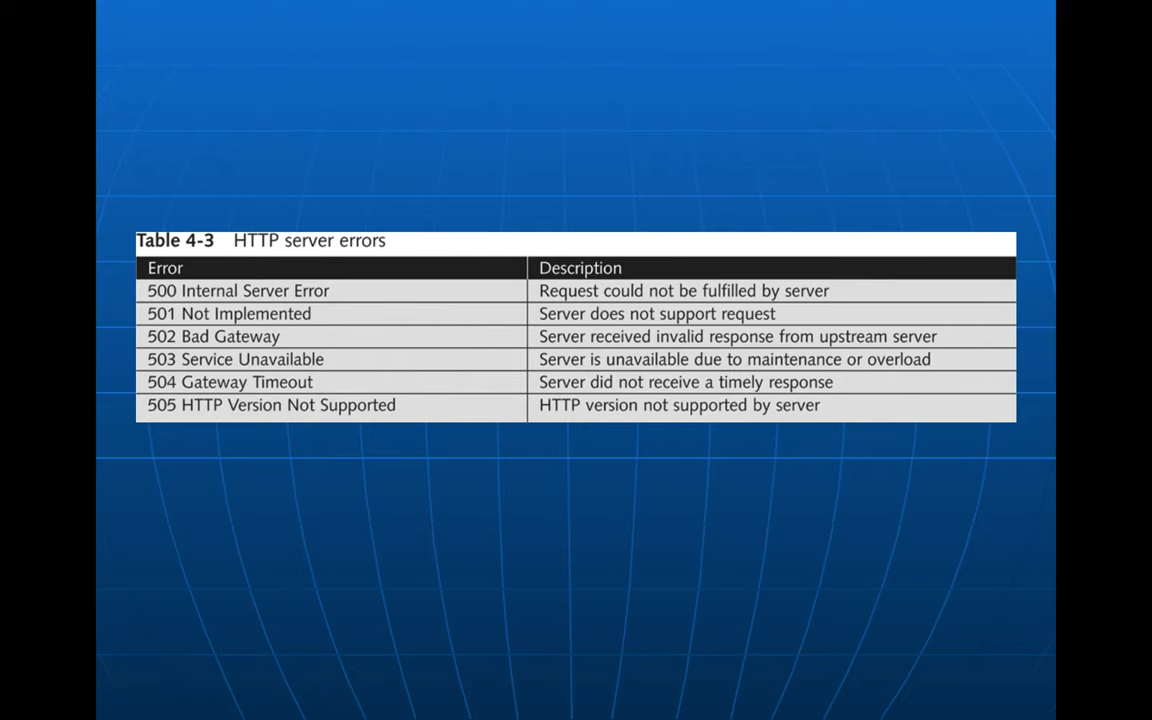 Table 4-3 HTTP server errors
Error Description
500 Internal Server Error Request could not be fulfilled by server
501 Not Implemented Server does not support request
502 Bad Gateway Server received invalid response from upstream server
503 Service Unavailable Server is unavailable due to maintenance or overload
504 Gateway Timeout Server did not receive a timely response
505 HTTP Version Not Supported HTTP version not supported by server